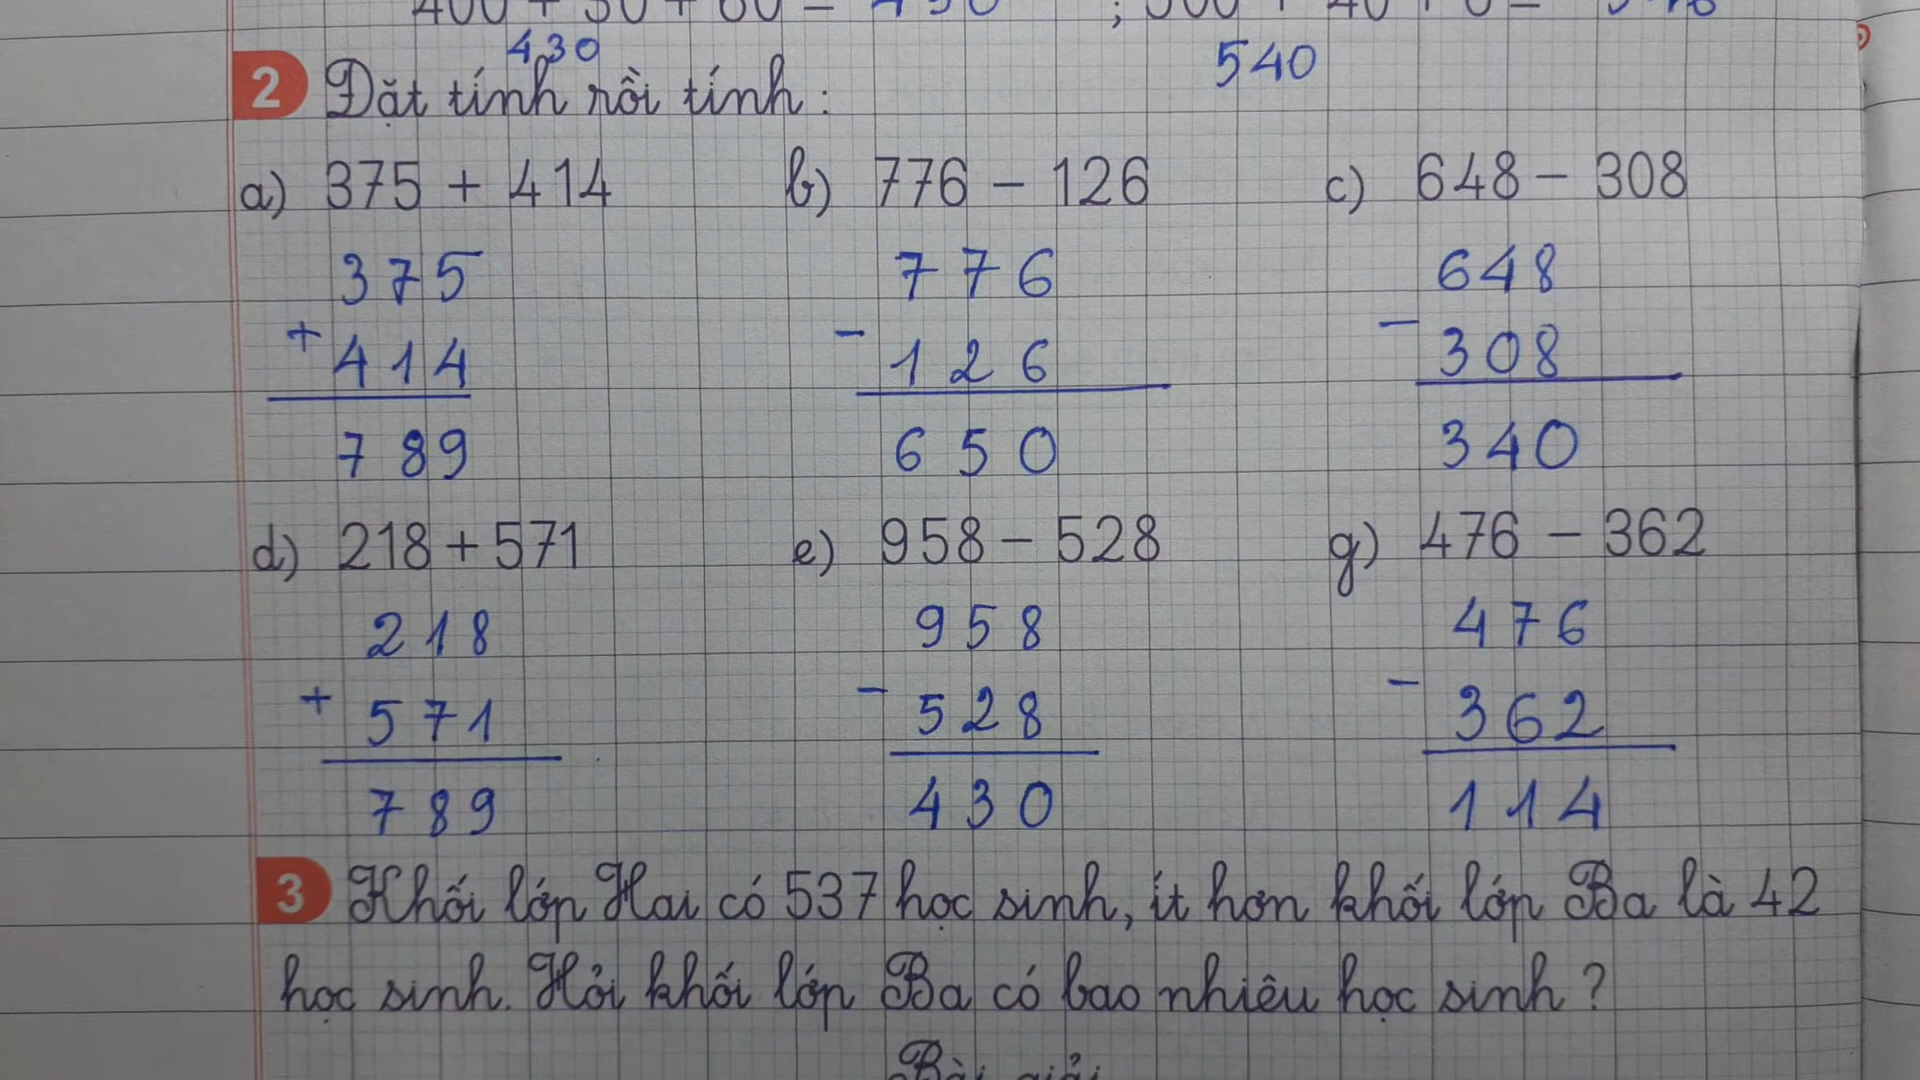 430
540
2 Đặt tính rồi tính:
a) 375 + 414 b) 776 - 126 c) 648 - 308
375 776 648
+ - -
414 126 308
789 650 340
d) 218 + 571 e) 958 - 528 g) 476 - 362
218 958 476
+ - -
571 528 362
789 430 114
3 Khối lớp Hai có 537 học sinh, ít hơn khối lớp Ba là 42
học sinh. Hỏi khối lớp Ba có bao nhiêu học sinh?
Bài giải